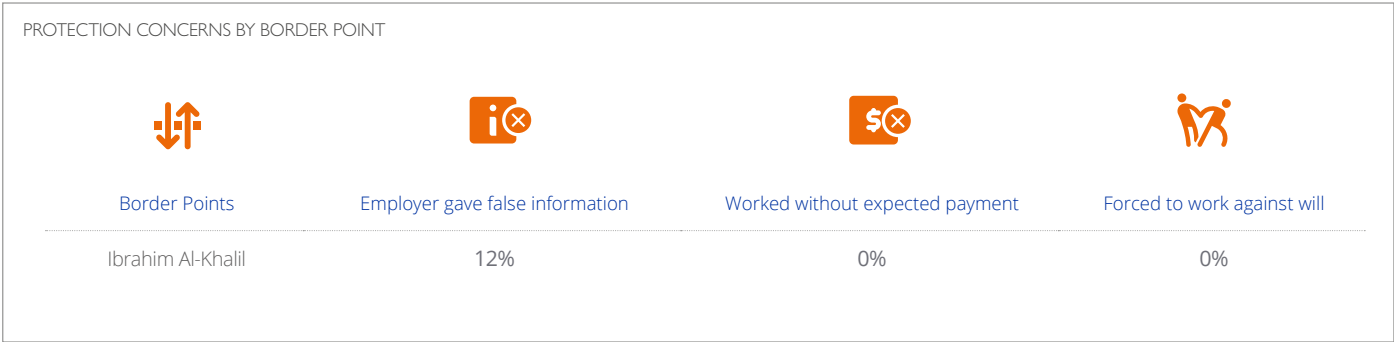 PROTECTION CONCERNS BY BORDER POINT
Border Points Employer gave false information Worked without expected payment Forced to work against will
Ibrahim Al-Khalil 12% 0% 0%